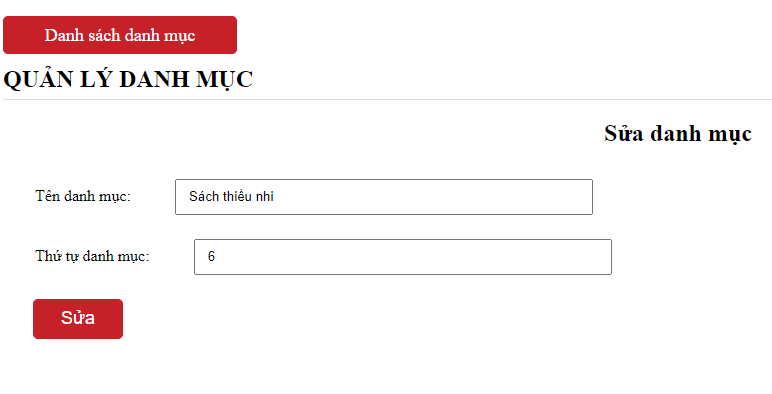 Danh sách danh mục
QUẢN LÝ DANH MỤC
Sửa danh mục
Tên danh mục: Sách thiếu nhi
Thứ tự danh mục: 6
Sửa